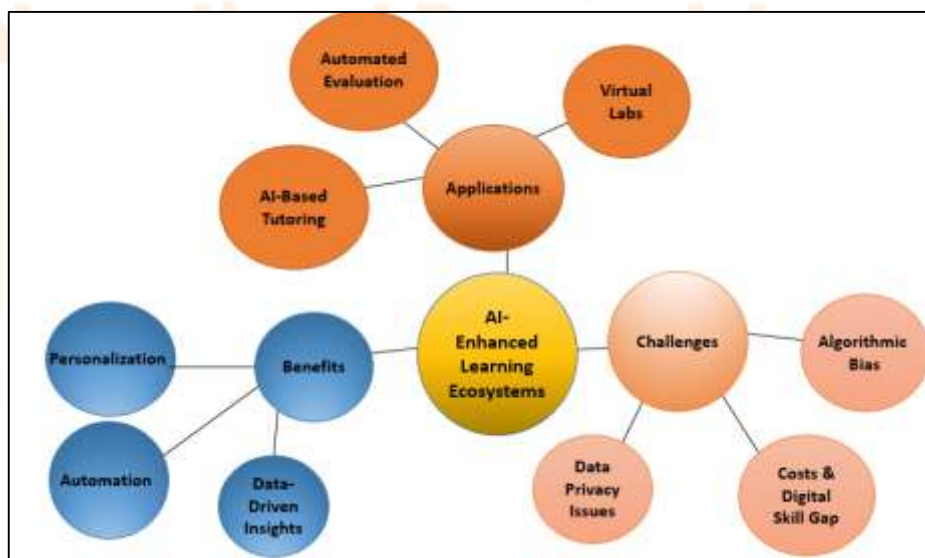 Automated
Evaluation
Virtual
Labs
Applications
AI-Based
Tutoring
AI-
Enhanced
Learning
Ecosystems
Benefits
Personalization
Automation
Data-
Driven
Insights
Challenges
Algorithmic
Bias
Data
Privacy
Issues
Costs &
Digital
Skill Gap